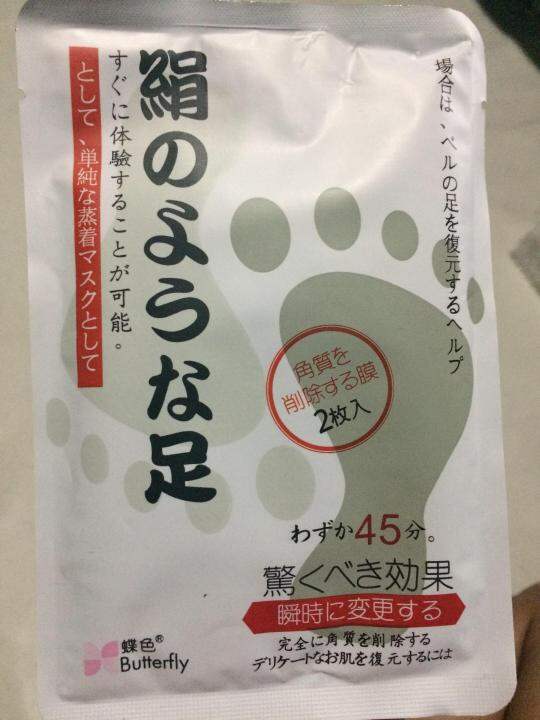 場合は、ベルの足を復元するヘルプ
絹のような足
すぐに体験することが可能。
として、単純な蒸着マスクとして
角質を
削除する膜
2枚入
わずか45分。
驚くべき効果
瞬時に変更する
完全に角質を削除する
デリケートなお肌を復元するには
蝶色®
Butterfly